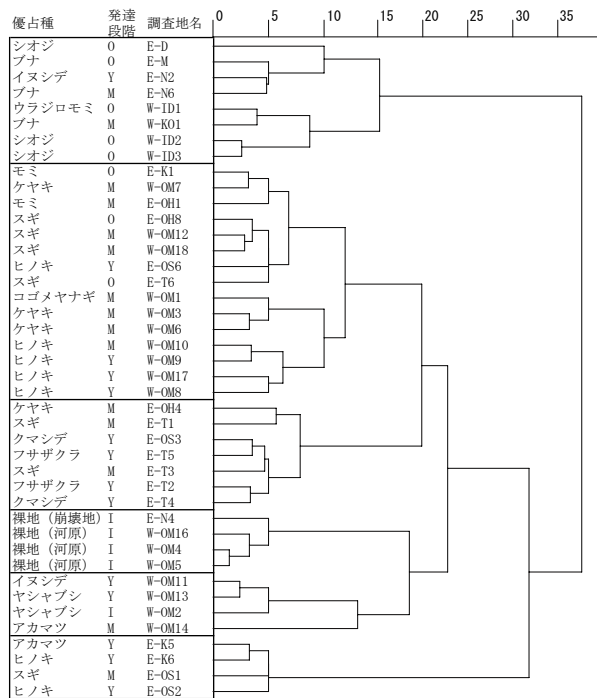 優占種 発達段階 調査地名 0 5 10 15 20 25 30 35
シオジ O E-D
ブナ O E-M
イヌシデ Y E-N2
ブナ M E-N6
ウラジロモミ O W-ID1
ブナ M W-KO1
シオジ O W-ID2
シオジ O W-ID3
モミ O E-K1
ケヤキ M W-OM7
モミ M E-OH1
スギ O E-OH8
スギ M W-OM12
スギ M W-OM18
ヒノキ Y E-OS6
スギ O E-T6
コゴメヤナギ M W-OM1
ケヤキ M W-OM3
ケヤキ M W-OM6
ヒノキ M W-OM10
ヒノキ Y W-OM9
ヒノキ Y W-OM17
ヒノキ Y W-OM8
ケヤキ M E-OH4
スギ M E-T1
クマシデ Y E-OS3
フサザクラ Y E-T5
スギ M E-T3
フサザクラ Y E-T2
クマシデ Y E-T4
裸地（崩壊地） I E-N4
裸地（河原） I W-OM16
裸地（河原） I W-OM4
裸地（河原） I W-OM5
イヌシデ Y W-OM11
ヤシャブシ Y W-OM13
ヤシャブシ I W-OM2
アカマツ M W-OM14
アカマツ Y E-K5
ヒノキ Y E-K6
スギ M E-OS1
ヒノキ Y E-OS2